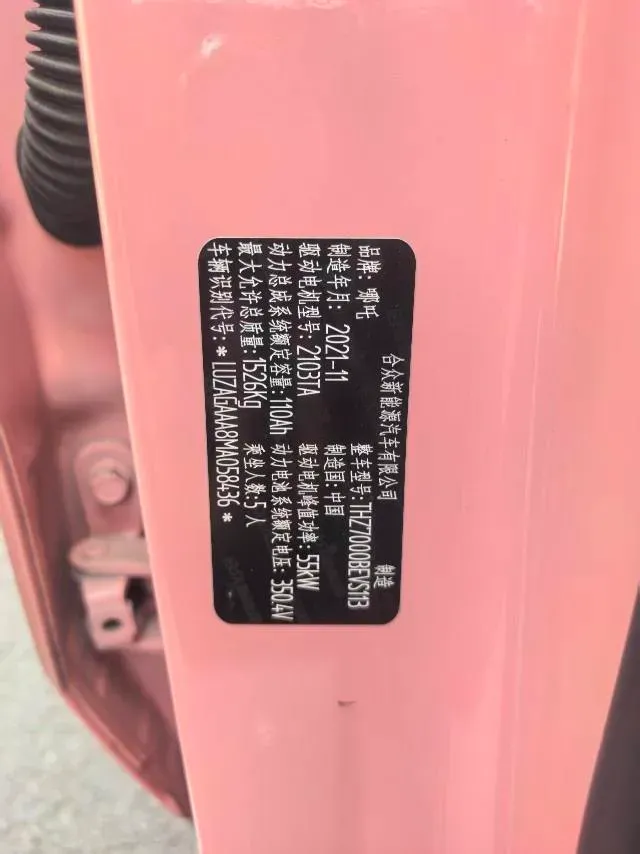 合众新能源汽车有限公司 制造
品牌：哪吒 整车型号：THZ7000BEVS113
制造年月：2021-11 制造国：中国
驱动电机型号：2103TA 驱动电机峰值功率：55kW
动力总成系统额定容量：110Ah 动力电池系统额定电压：350.4V
最大允许总质量：1526Kg 乘坐人数：5人
车辆识别代号：*LUZAGAAA8MA058436*